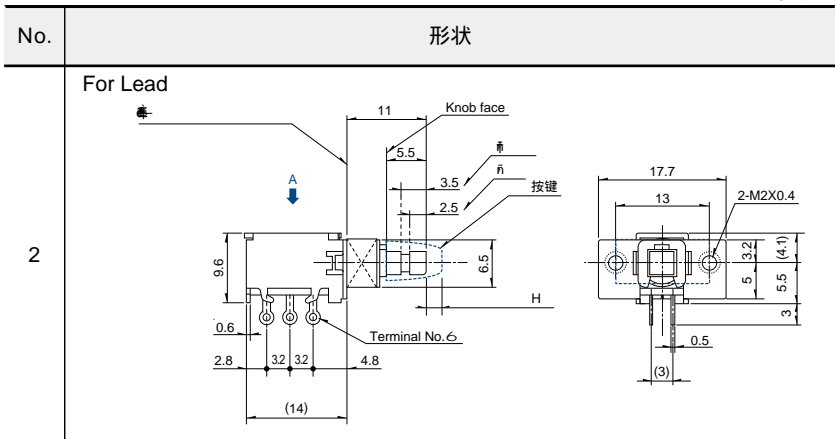 No.
形状
2
For Lead
11
Knob face
5.5
3.5
2.5
按键
A
9.6
6.5
H
0.6
Terminal No.6
2.8
3.2
3.2
4.8
(14)
17.7
13
2-M2X0.4
3.2
(4.1)
5
5.5
3
0.5
(3)